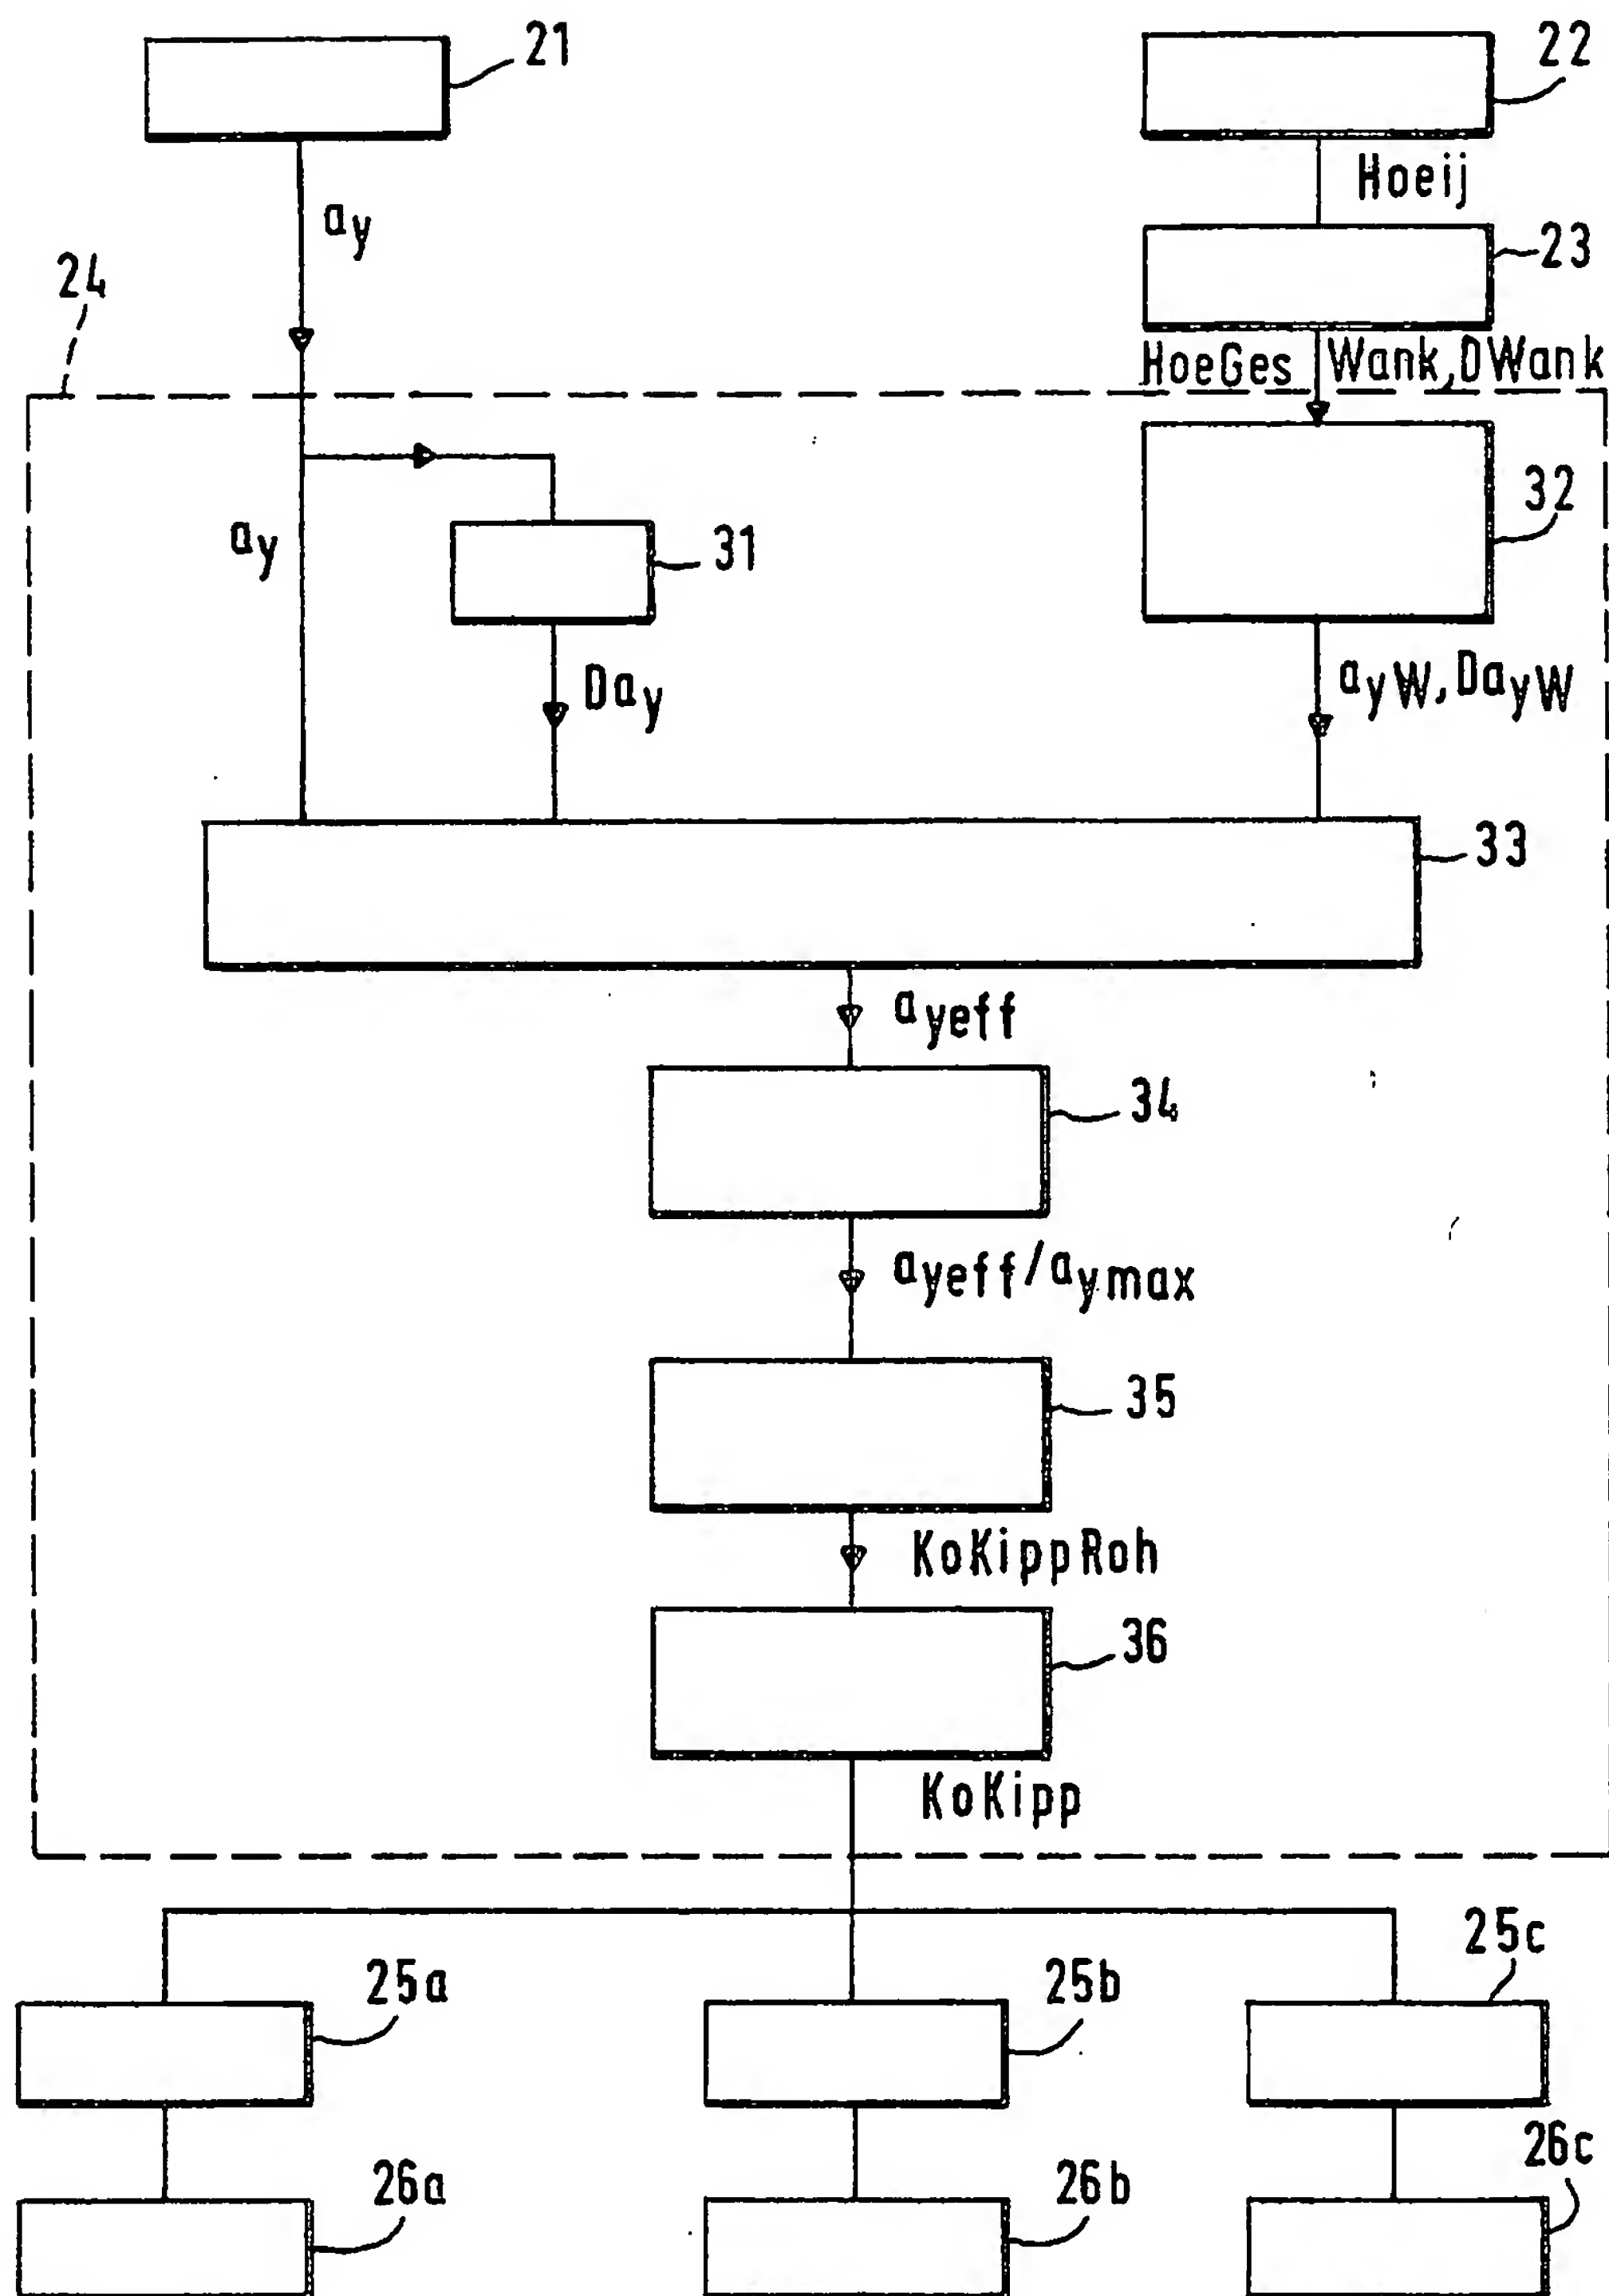 21
22
Hoeij
ay
23
24
HoeGes
Wank,DWank
32
ay
31
Day
ayW,DayW
33
ayeff
34
ayeff/aymax
35
KoKippRoh
36
KoKipp
25a
25b
25c
26a
26b
26c